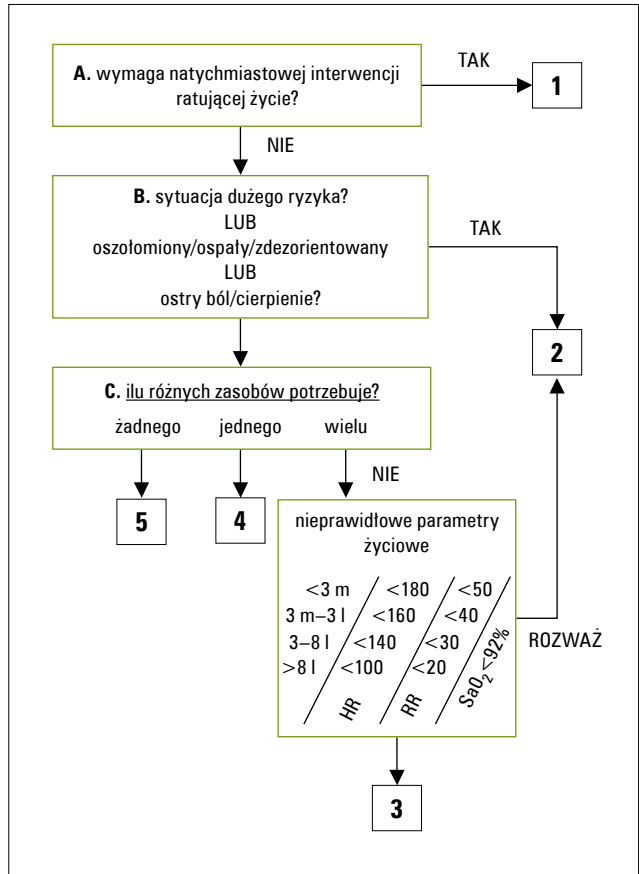 A. wymaga natychmiastowej interwencji
ratującej życie?
TAK
1
NIE
B. sytuacja dużego ryzyka?
LUB
oszołomiony/ospały/zdezorientowany
LUB
ostry ból/cierpienie?
TAK
2
C. ilu różnych zasobów potrzebuje?
żadnego jednego wielu
NIE
5
4
nieprawidłowe parametry
życiowe
<3 m <180 <50
3 m–3 l <160 <40
3–8 l <140 <30
>8 l <100 <20
HR
RR
SaO₂ <92%
ROZWAŻ
3